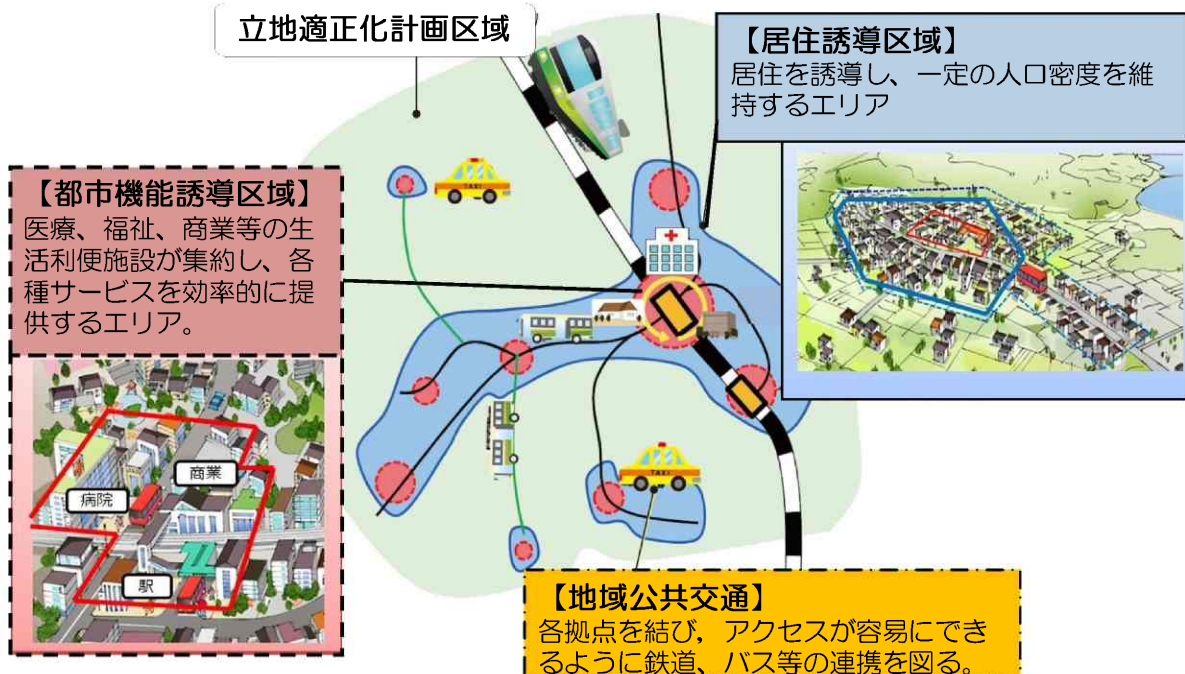 立地適正化計画区域
【居住誘導区域】
居住を誘導し、一定の人口密度を維
持するエリア
【都市機能誘導区域】
医療、福祉、商業等の生
活利便施設が集約し、各
種サービスを効率的に提
供するエリア。
商業
病院
駅
TAXI
TAXI
【地域公共交通】
各拠点を結び，アクセスが容易にでき
るように鉄道、バス等の連携を図る。